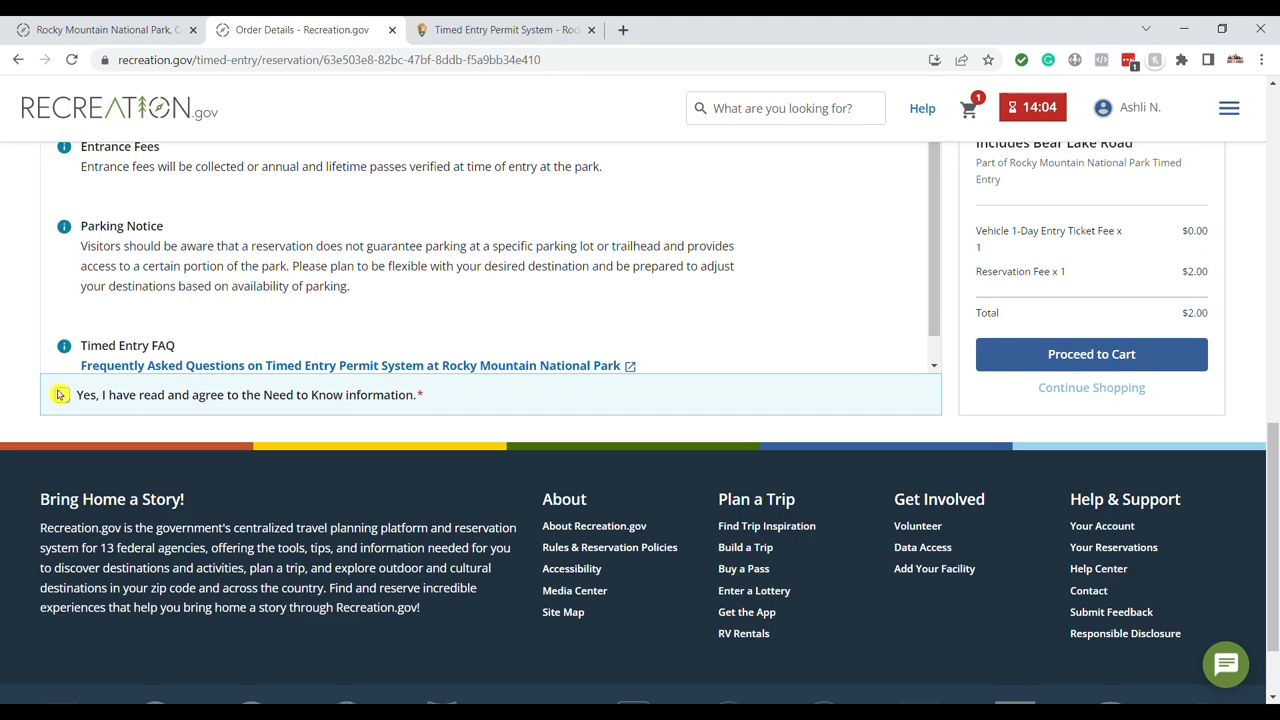 Rocky Mountain National Park, C
Order Details - Recreation.gov
Timed Entry Permit System - Roc
recreation.gov/timed-entry/reservation/63e503e8-82bc-47bf-8ddb-f5a9bb34e410
1
RECREATION.gov
What are you looking for?
Help
1
14:04
Ashli N.
Entrance Fees
Entrance fees will be collected or annual and lifetime passes verified at time of entry at the park.
Parking Notice
Visitors should be aware that a reservation does not guarantee parking at a specific parking lot or trailhead and provides
access to a certain portion of the park. Please plan to be flexible with your desired destination and be prepared to adjust
your destinations based on availability of parking.
Timed Entry FAQ
Frequently Asked Questions on Timed Entry Permit System at Rocky Mountain National Park
Yes, I have read and agree to the Need to Know information.*
Includes Bear Lake Road
Part of Rocky Mountain National Park Timed
Entry
Vehicle 1-Day Entry Ticket Fee x $0.00
1
Reservation Fee x 1 $2.00
Total $2.00
Proceed to Cart
Continue Shopping
Bring Home a Story!
Recreation.gov is the government's centralized travel planning platform and reservation
system for 13 federal agencies, offering the tools, tips, and information needed for you
to discover destinations and activities, plan a trip, and explore outdoor and cultural
destinations in your zip code and across the country. Find and reserve incredible
experiences that help you bring home a story through Recreation.gov!
About
About Recreation.gov
Rules & Reservation Policies
Accessibility
Media Center
Site Map
Plan a Trip
Find Trip Inspiration
Build a Trip
Buy a Pass
Enter a Lottery
Get the App
RV Rentals
Get Involved
Volunteer
Data Access
Add Your Facility
Help & Support
Your Account
Your Reservations
Help Center
Contact
Submit Feedback
Responsible Disclosure